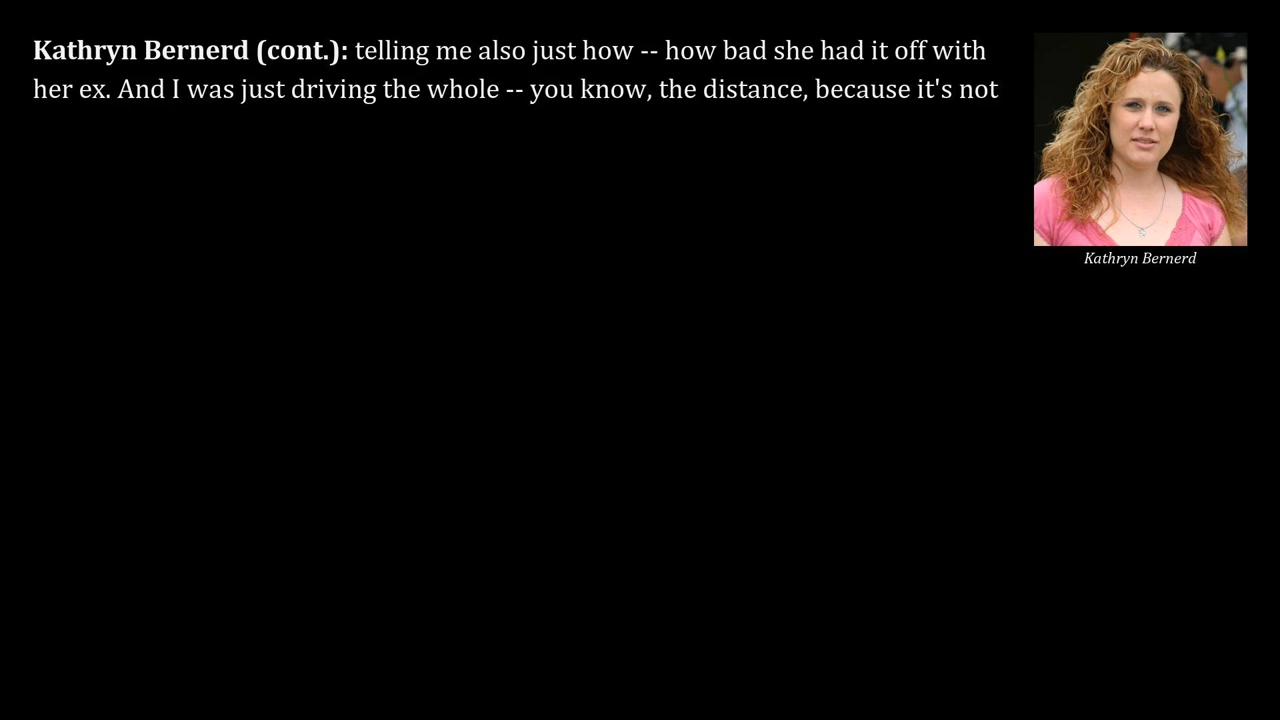 Kathryn Bernerd (cont.): telling me also just how -- how bad she had it off with
her ex. And I was just driving the whole -- you know, the distance, because it's not
Kathryn Bernerd